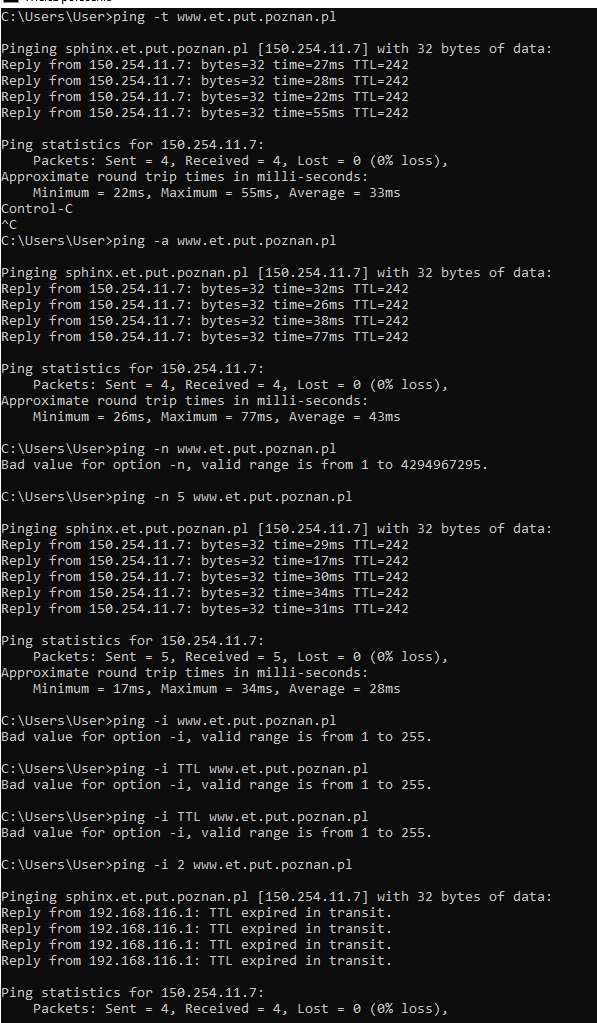 C:\Users\User>ping -t www.et.put.poznan.pl
Pinging sphinx.et.put.poznan.pl [150.254.11.7] with 32 bytes of data:
Reply from 150.254.11.7: bytes=32 time=27ms TTL=242
Reply from 150.254.11.7: bytes=32 time=28ms TTL=242
Reply from 150.254.11.7: bytes=32 time=22ms TTL=242
Reply from 150.254.11.7: bytes=32 time=55ms TTL=242
Ping statistics for 150.254.11.7:
    Packets: Sent = 4, Received = 4, Lost = 0 (0% loss),
Approximate round trip times in milli-seconds:
    Minimum = 22ms, Maximum = 55ms, Average = 33ms
Control-C
^C
C:\Users\User>ping -a www.et.put.poznan.pl
Pinging sphinx.et.put.poznan.pl [150.254.11.7] with 32 bytes of data:
Reply from 150.254.11.7: bytes=32 time=32ms TTL=242
Reply from 150.254.11.7: bytes=32 time=26ms TTL=242
Reply from 150.254.11.7: bytes=32 time=38ms TTL=242
Reply from 150.254.11.7: bytes=32 time=77ms TTL=242
Ping statistics for 150.254.11.7:
    Packets: Sent = 4, Received = 4, Lost = 0 (0% loss),
Approximate round trip times in milli-seconds:
    Minimum = 26ms, Maximum = 77ms, Average = 43ms
C:\Users\User>ping -n www.et.put.poznan.pl
Bad value for option -n, valid range is from 1 to 4294967295.
C:\Users\User>ping -n 5 www.et.put.poznan.pl
Pinging sphinx.et.put.poznan.pl [150.254.11.7] with 32 bytes of data:
Reply from 150.254.11.7: bytes=32 time=29ms TTL=242
Reply from 150.254.11.7: bytes=32 time=17ms TTL=242
Reply from 150.254.11.7: bytes=32 time=30ms TTL=242
Reply from 150.254.11.7: bytes=32 time=34ms TTL=242
Reply from 150.254.11.7: bytes=32 time=31ms TTL=242
Ping statistics for 150.254.11.7:
    Packets: Sent = 5, Received = 5, Lost = 0 (0% loss),
Approximate round trip times in milli-seconds:
    Minimum = 17ms, Maximum = 34ms, Average = 28ms
C:\Users\User>ping -i www.et.put.poznan.pl
Bad value for option -i, valid range is from 1 to 255.
C:\Users\User>ping -i TTL www.et.put.poznan.pl
Bad value for option -i, valid range is from 1 to 255.
C:\Users\User>ping -i TTL www.et.put.poznan.pl
Bad value for option -i, valid range is from 1 to 255.
C:\Users\User>ping -i 2 www.et.put.poznan.pl
Pinging sphinx.et.put.poznan.pl [150.254.11.7] with 32 bytes of data:
Reply from 192.168.116.1: TTL expired in transit.
Reply from 192.168.116.1: TTL expired in transit.
Reply from 192.168.116.1: TTL expired in transit.
Reply from 192.168.116.1: TTL expired in transit.
Ping statistics for 150.254.11.7:
    Packets: Sent = 4, Received = 4, Lost = 0 (0% loss),